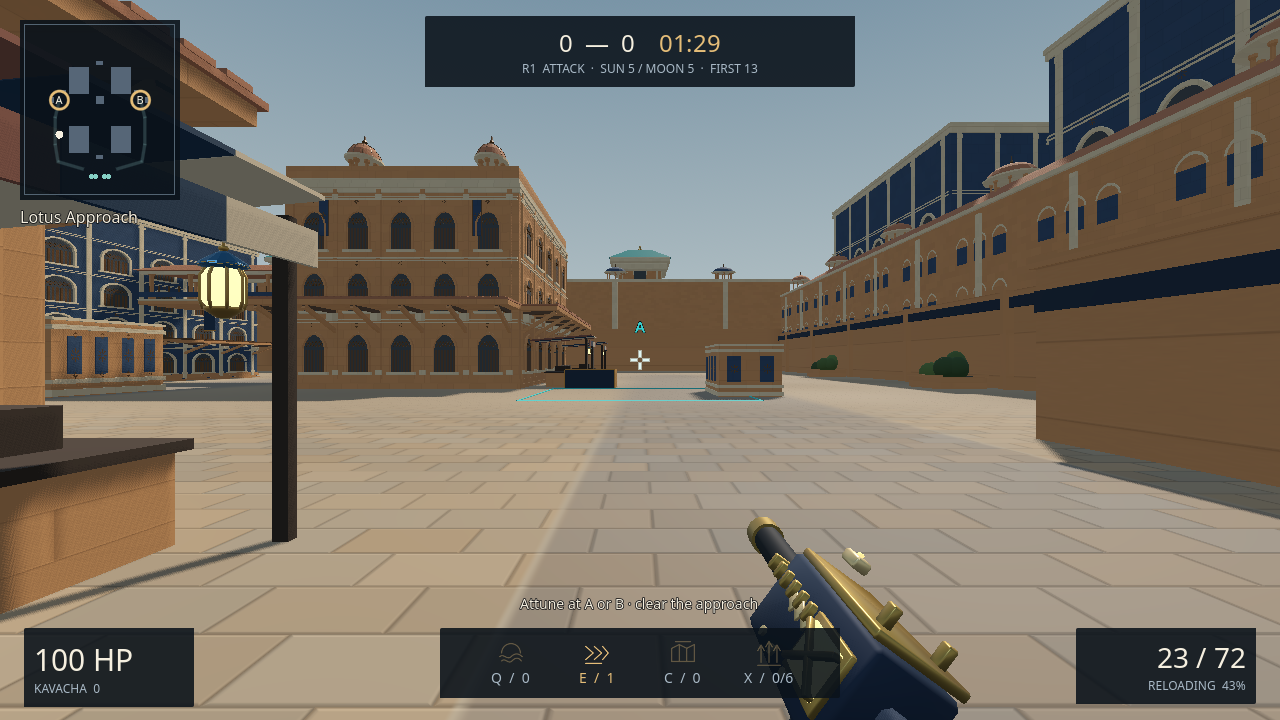 0 — 0 01:29
R1 ATTACK · SUN 5 / MOON 5 · FIRST 13
A
B
Lotus Approach
A
Attune at A or B · clear the approach
100 HP
KAVACHA 0
Q / 0
E / 1
C / 0
X / 0/6
23 / 72
RELOADING 43%